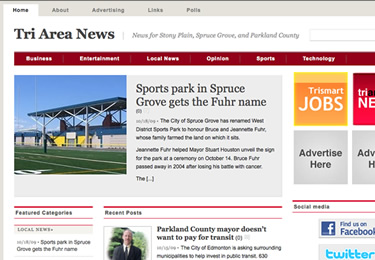 Home About Advertising Links Polls
Tri Area News News for Stony Plain, Spruce Grove, and Parkland County
Business Entertainment Local News Opinion Sports Technology
Sports park in Spruce
Grove gets the Fuhr name
(0)
10/18/09 • The City of Spruce Grove has renamed West
District Sports Park to honour Bruce and Jeannette Fuhr,
whose family farmed the land on which it sits.
Jeannette Fuhr helped Mayor Stuart Houston unveil the sign
for the park at a ceremony on October 14. Bruce Fuhr
passed away in 2004 after losing his battle with cancer.
The [...]
Trismart
JOBS
tri
NE
Advertise
Here
Adv
H
Featured Categories
LOCAL NEWS»
10/18/09 • Sports park in Spruce
Grove gets the Fuhr name
Recent Posts
Parkland County mayor doesn't
want to pay for transit (0)
10/21/09 • The City of Edmonton is asking surrounding
municipalities to help invest in public transit. 630
Social media
Find us on
Facebook
twitter